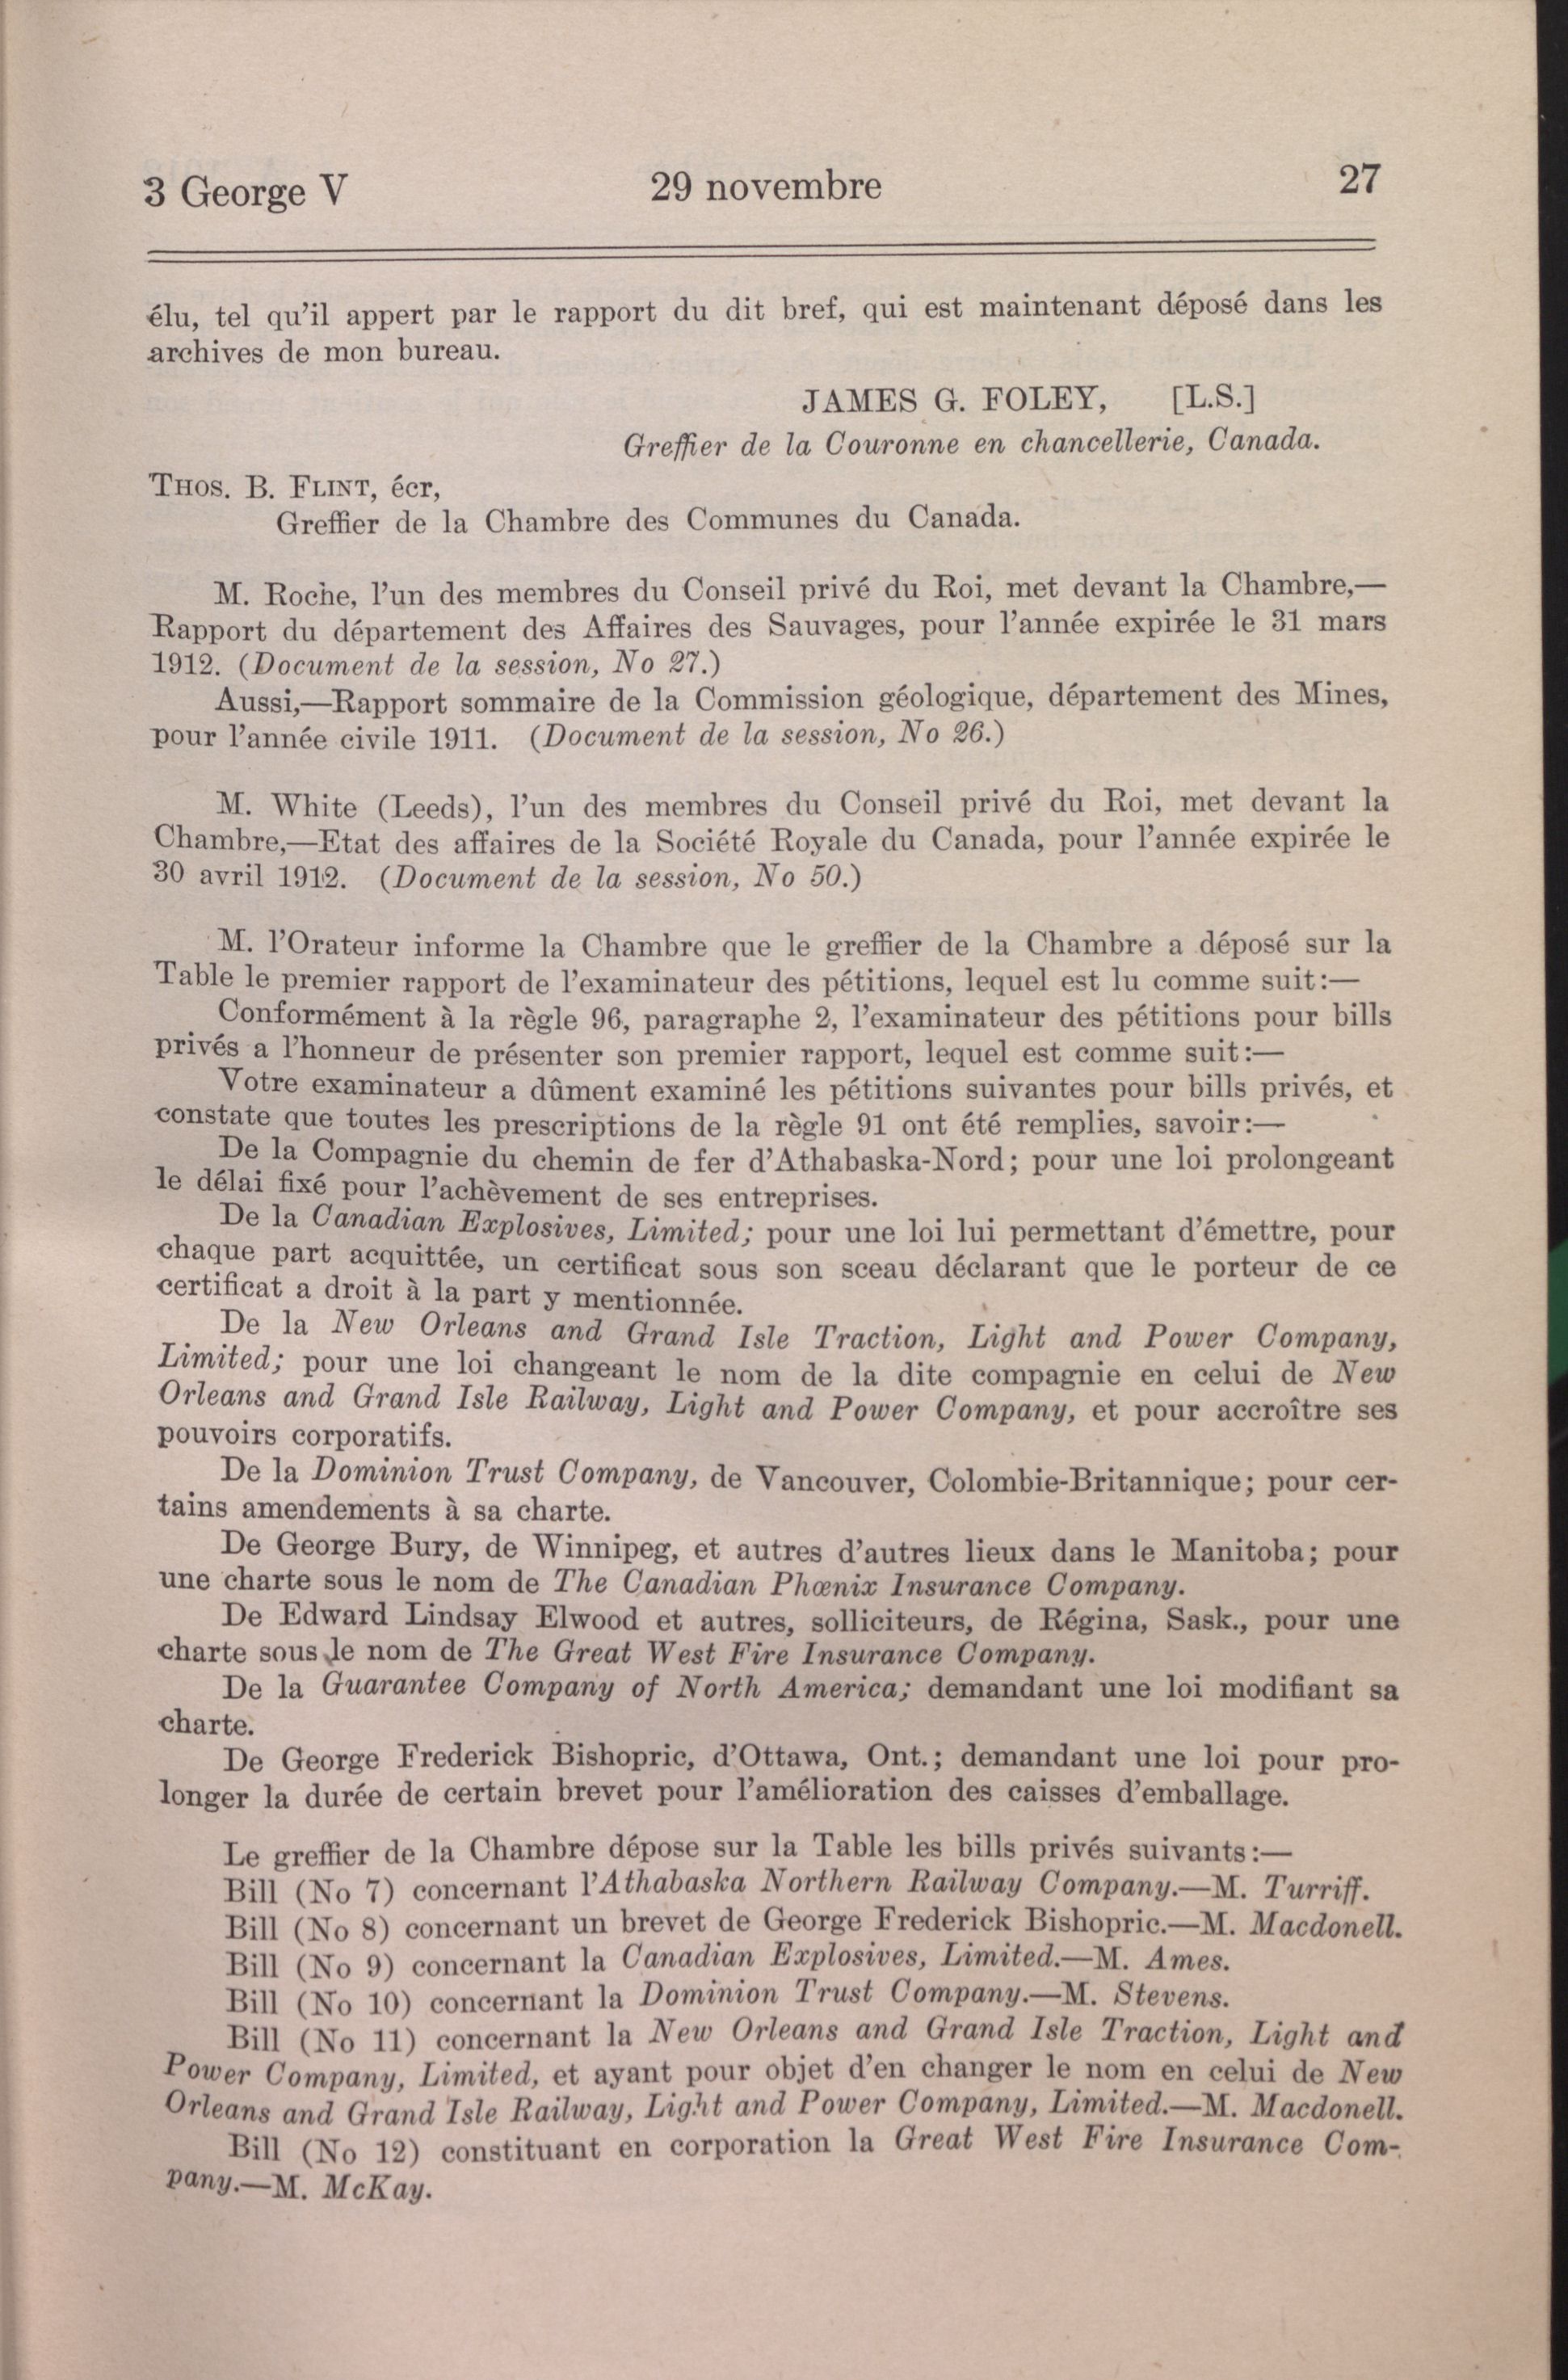 3 George V 29 novembre 27
élu, tel qu'il appert par le rapport du dit bref, qui est maintenant déposé dans les
archives de mon bureau.
JAMES G. FOLEY, [L.S.]
Greffier de la Couronne en chancellerie, Canada.
THOS. B. FLINT, écr,
Greffier de la Chambre des Communes du Canada.
M. Roche, l'un des membres du Conseil privé du Roi, met devant la Chambre,—
Rapport du département des Affaires des Sauvages, pour l'année expirée le 31 mars
1912. (Document de la session, No 27.)
Aussi,—Rapport sommaire de la Commission géologique, département des Mines,
pour l'année civile 1911. (Document de la session, No 26.)
M. White (Leeds), l'un des membres du Conseil privé du Roi, met devant la
Chambre,—Etat des affaires de la Société Royale du Canada, pour l'année expirée le
30 avril 1912. (Document de la session, No 50.)
M. l'Orateur informe la Chambre que le greffier de la Chambre a déposé sur la
Table le premier rapport de l'examinateur des pétitions, lequel est lu comme suit:—
Conformément à la règle 96, paragraphe 2, l'examinateur des pétitions pour bills
privés a l'honneur de présenter son premier rapport, lequel est comme suit:—
Votre examinateur a dûment examiné les pétitions suivantes pour bills privés, et
constate que toutes les prescriptions de la règle 91 ont été remplies, savoir:—
De la Compagnie du chemin de fer d'Athabaska-Nord; pour une loi prolongeant
le délai fixé pour l'achèvement de ses entreprises.
De la Canadian Explosives, Limited; pour une loi lui permettant d'émettre, pour
chaque part acquittée, un certificat sous son sceau déclarant que le porteur de ce
certificat a droit à la part y mentionnée.
De la New Orleans and Grand Isle Traction, Light and Power Company,
Limited; pour une loi changeant le nom de la dite compagnie en celui de New
Orleans and Grand Isle Railway, Light and Power Company, et pour accroître ses
pouvoirs corporatifs.
De la Dominion Trust Company, de Vancouver, Colombie-Britannique; pour cer-
tains amendements à sa charte.
De George Bury, de Winnipeg, et autres d'autres lieux dans le Manitoba; pour
une charte sous le nom de The Canadian Phœnix Insurance Company.
De Edward Lindsay Elwood et autres, solliciteurs, de Régina, Sask., pour une
charte sous le nom de The Great West Fire Insurance Company.
De la Guarantee Company of North America; demandant une loi modifiant sa
charte.
De George Frederick Bishopric, d'Ottawa, Ont.; demandant une loi pour pro-
longer la durée de certain brevet pour l'amélioration des caisses d'emballage.
Le greffier de la Chambre dépose sur la Table les bills privés suivants:—
Bill (No 7) concernant l'Athabaska Northern Railway Company.—M. Turriff.
Bill (No 8) concernant un brevet de George Frederick Bishopric.—M. Macdonell.
Bill (No 9) concernant la Canadian Explosives, Limited.—M. Ames.
Bill (No 10) concernant la Dominion Trust Company.—M. Stevens.
Bill (No 11) concernant la New Orleans and Grand Isle Traction, Light and
Power Company, Limited, et ayant pour objet d'en changer le nom en celui de New
Orleans and Grand Isle Railway, Light and Power Company, Limited.—M. Macdonell.
Bill (No 12) constituant en corporation la Great West Fire Insurance Com-
pany.—M. McKay.